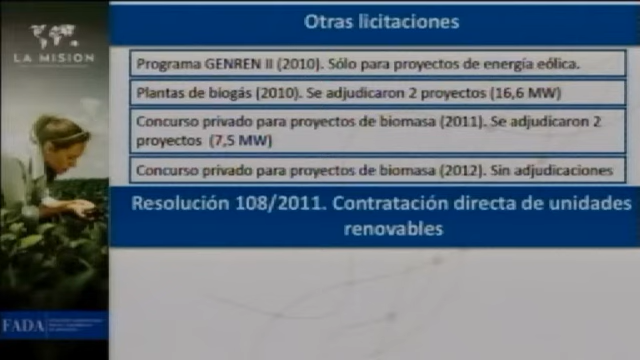 Otras licitaciones
LA MISION
Programa GENREN II (2010). Sólo para proyectos de energía eólica.
Plantas de biogás (2010). Se adjudicaron 2 proyectos (16,6 MW)
Concurso privado para proyectos de biomasa (2011). Se adjudicaron 2
proyectos (7,5 MW)
Concurso privado para proyectos de biomasa (2012). Sin adjudicaciones
Resolución 108/2011. Contratación directa de unidades
renovables
FADA